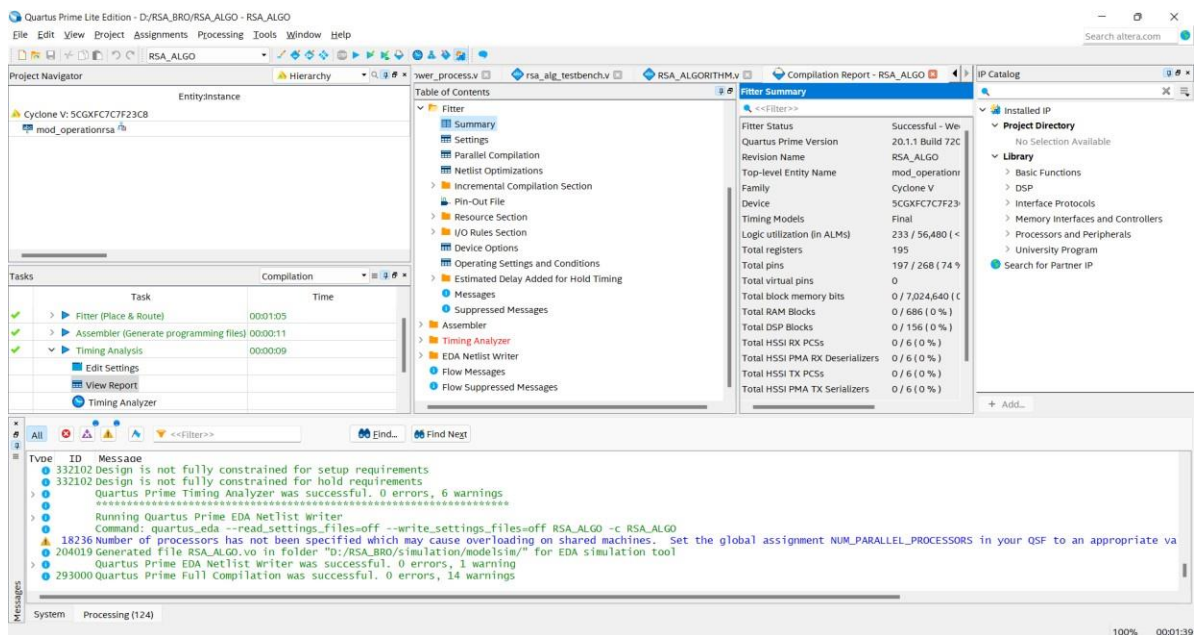 Quartus Prime Lite Edition - D:/RSA_BRO/RSA_ALGO - RSA_ALGO
File Edit View Project Assignments Processing Tools Window Help
Search altera.com
RSA_ALGO
Project Navigator
Hierarchy
Entity:Instance
Cyclone V: 5CGXFC7C7F23C8
mod_operationrsa
Tasks
Compilation
Task Time
Fitter (Place & Route) 00:01:05
Assembler (Generate programming files) 00:00:11
Timing Analysis 00:00:09
Edit Settings
View Report
Timing Analyzer
ower_process.v
rsa_alg_testbench.v
RSA_ALGORITHM.v
Compilation Report - RSA_ALGO
Table of Contents
Fitter
Summary
Settings
Parallel Compilation
Netlist Optimizations
Incremental Compilation Section
Pin-Out File
Resource Section
I/O Rules Section
Device Options
Operating Settings and Conditions
Estimated Delay Added for Hold Timing
Messages
Suppressed Messages
Assembler
Timing Analyzer
EDA Netlist Writer
Flow Messages
Flow Suppressed Messages
Fitter Summary
<<Filter>>
Fitter Status Successful - We
Quartus Prime Version 20.1.1 Build 720
Revision Name RSA_ALGO
Top-level Entity Name mod_operationr
Family Cyclone V
Device 5CGXFC7C7F23
Timing Models Final
Logic utilization (in ALMs) 233 / 56,480 ( <
Total registers 195
Total pins 197 / 268 ( 74 %
Total virtual pins 0
Total block memory bits 0 / 7,024,640 ( 0
Total RAM Blocks 0 / 686 ( 0 % )
Total DSP Blocks 0 / 156 ( 0 % )
Total HSSI RX PCSs 0 / 6 ( 0 % )
Total HSSI PMA RX Deserializers 0 / 6 ( 0 % )
Total HSSI TX PCSs 0 / 6 ( 0 % )
Total HSSI PMA TX Serializers 0 / 6 ( 0 % )
IP Catalog
Installed IP
Project Directory
No Selection Available
Library
Basic Functions
DSP
Interface Protocols
Memory Interfaces and Controllers
Processors and Peripherals
University Program
Search for Partner IP
+ Add...
All
<<Filter>>
Find...
Find Next
Type ID Message
332102 Design is not fully constrained for setup requirements
332102 Design is not fully constrained for hold requirements
Quartus Prime Timing Analyzer was successful. 0 errors, 6 warnings
*******************************************************************
Running Quartus Prime EDA Netlist Writer
Command: quartus_eda --read_settings_files=off --write_settings_files=off RSA_ALGO -c RSA_ALGO
18236 Number of processors has not been specified which may cause overloading on shared machines. Set the global assignment NUM_PARALLEL_PROCESSORS in your QSF to an appropriate va
204019 Generated file RSA_ALGO.vo in folder "D:/RSA_BRO/simulation/modelsim/" for EDA simulation tool
Quartus Prime EDA Netlist Writer was successful. 0 errors, 1 warning
293000 Quartus Prime Full Compilation was successful. 0 errors, 14 warnings
Messages
System
Processing (124)
100% 00:01:39